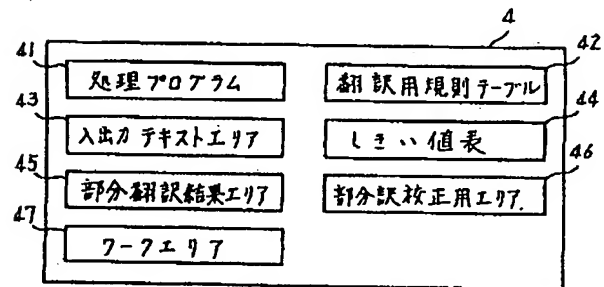 4
41 処理プログラム
42 翻訳用規則テーブル
43 入出力テキストエリア
44 しきい値表
45 部分翻訳結果エリア
46 部分訳校正用エリア
47 ワークエリア